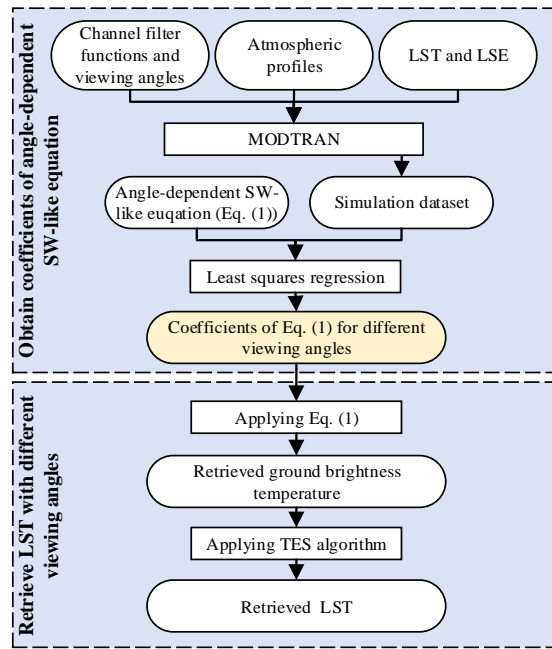 Obtain coefficients of angle-dependent
SW-like equation
Channel filter
functions and
viewing angles
Atmospheric
profiles
LST and LSE
MODTRAN
Angle-dependent SW-
like euqation (Eq. (1))
Simulation dataset
Least squares regression
Coefficients of Eq. (1) for different
viewing angles
Retrieve LST with different
viewing angles
Applying Eq. (1)
Retrieved ground brightness
temperature
Applying TES algorithm
Retrieved LST